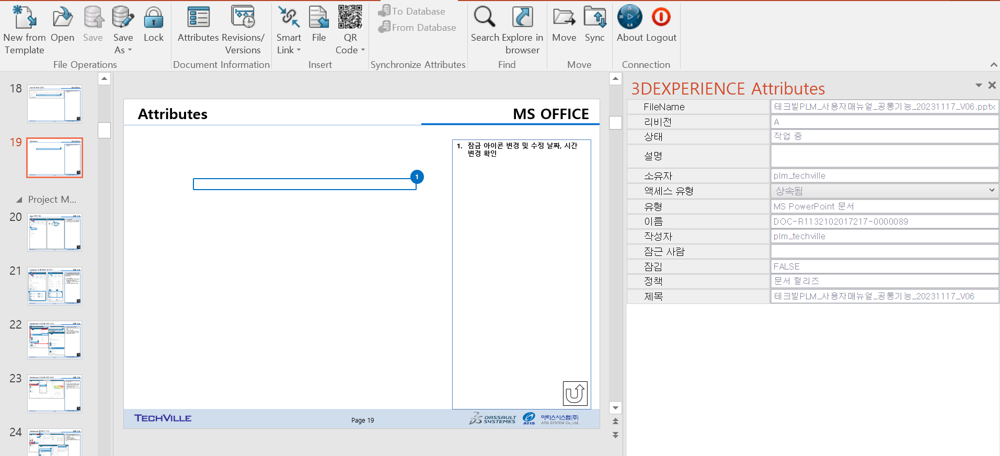 New from Template
Open
Save
Save As
Lock
File Operations
Attributes
Revisions/ Versions
Document Information
Smart Link
File
QR Code
Insert
To Database
From Database
Synchronize Attributes
Search
Explore in browser
Find
Move
Sync
Move
About
Logout
Connection
18
19
Project M...
20
21
22
23
24
Attributes
MS OFFICE
1
1. 잠금 아이콘 변경 및 수정 날짜, 시간
변경 확인
TECHVILLE
Page 19
DASSAULT SYSTEMES
ATIS
아티스시스템(주)
ATIS SYSTEM Co., Ltd.
3DEXPERIENCE Attributes
FileName 테크빌PLM_사용자매뉴얼_공통기능_20231117_V06.pptx
리비전 A
상태 작업 중
설명
소유자 plm_techville
액세스 유형 상속됨
유형 MS PowerPoint 문서
이름 DOC-R1132102017217-0000089
작성자 plm_techville
잠근 사람
잠김 FALSE
정책 문서 릴리즈
제목 테크빌PLM_사용자매뉴얼_공통기능_20231117_V06